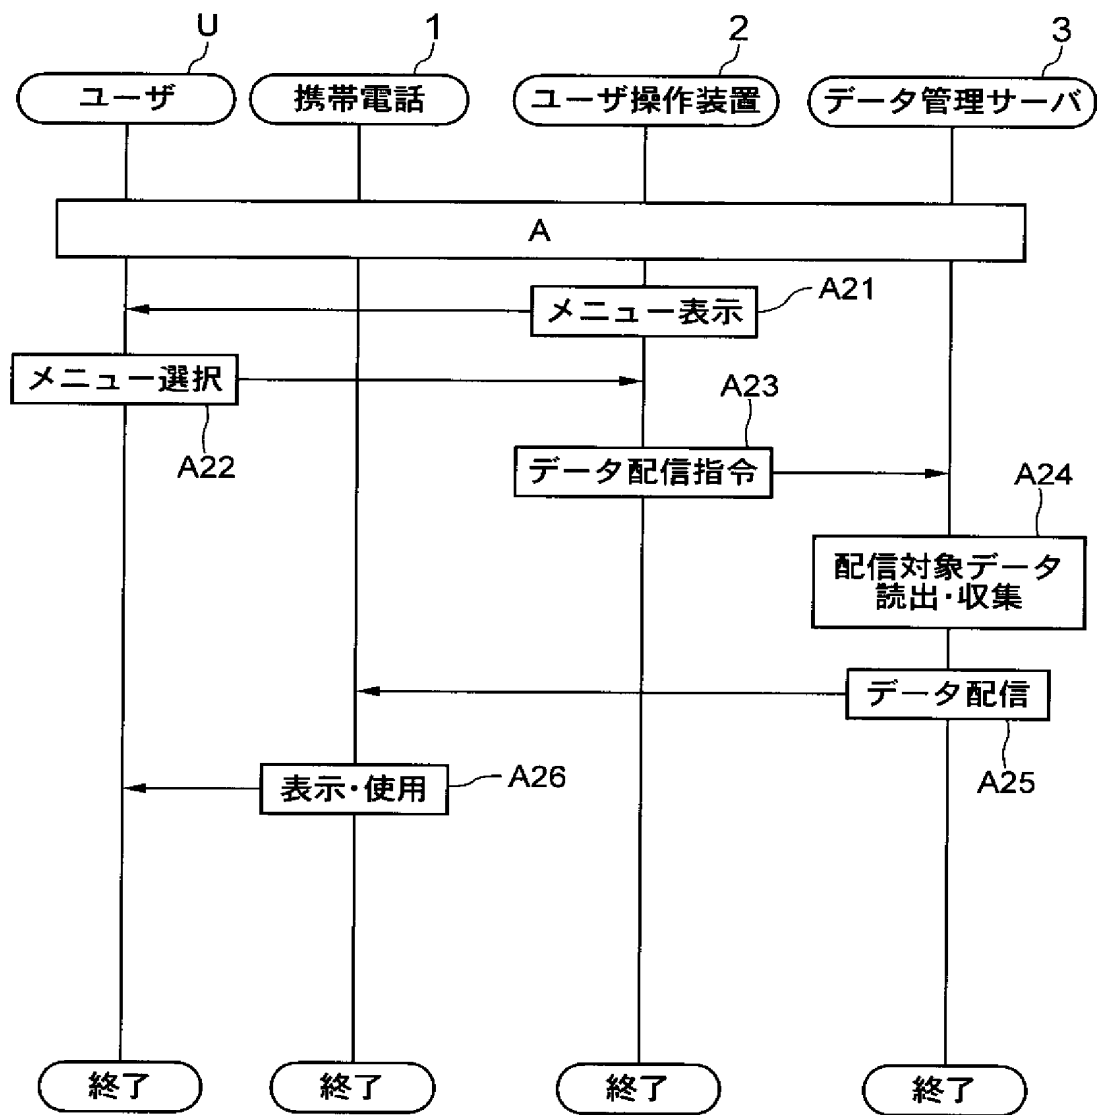 U
1
2
3
ユーザ
携帯電話
ユーザ操作装置
データ管理サーバ
A
メニュー表示
A21
メニュー選択
A22
A23
データ配信指令
A24
配信対象データ
読出・収集
データ配信
A25
表示・使用
A26
終了
終了
終了
終了